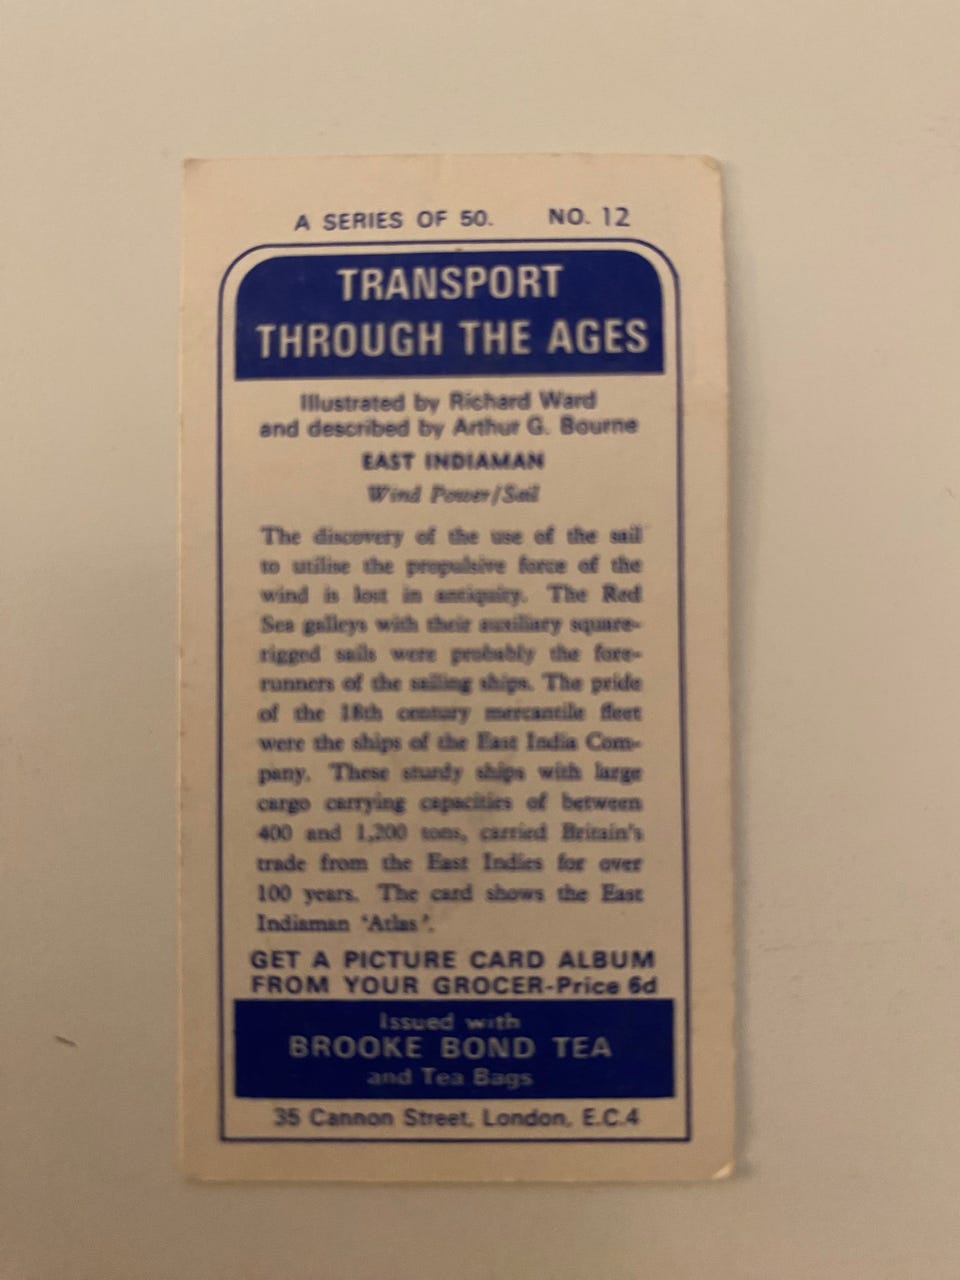 A SERIES OF 50. NO. 12
TRANSPORT
THROUGH THE AGES
Illustrated by Richard Ward
and described by Arthur G. Bourne
EAST INDIAMAN
Wind Power/Sail
The discovery of the use of the sail
to utilise the propulsive force of the
wind is lost in antiquity. The Red
Sea galleys with their auxiliary square-
rigged sails were probably the fore-
runners of the sailing ships. The pride
of the 18th century mercantile fleet
were the ships of the East India Com-
pany. These sturdy ships with large
cargo carrying capacities of between
400 and 1,200 tons, carried Britain's
trade from the East Indies for over
100 years. The card shows the East
Indiaman 'Atlas'.
GET A PICTURE CARD ALBUM
FROM YOUR GROCER-Price 6d
Issued with
BROOKE BOND TEA
and Tea Bags
35 Cannon Street, London, E.C.4